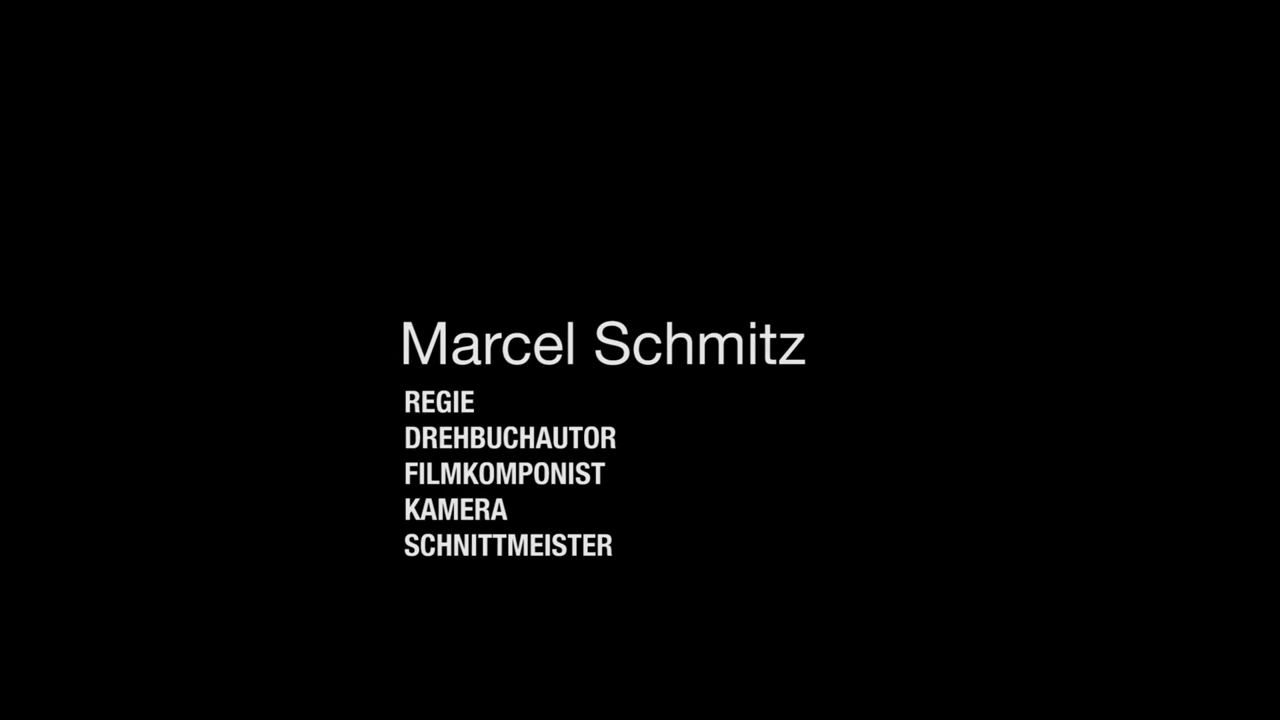 Marcel Schmitz
REGIE
DREHBUCHAUTOR
FILMKOMPONIST
KAMERA
SCHNITTMEISTER